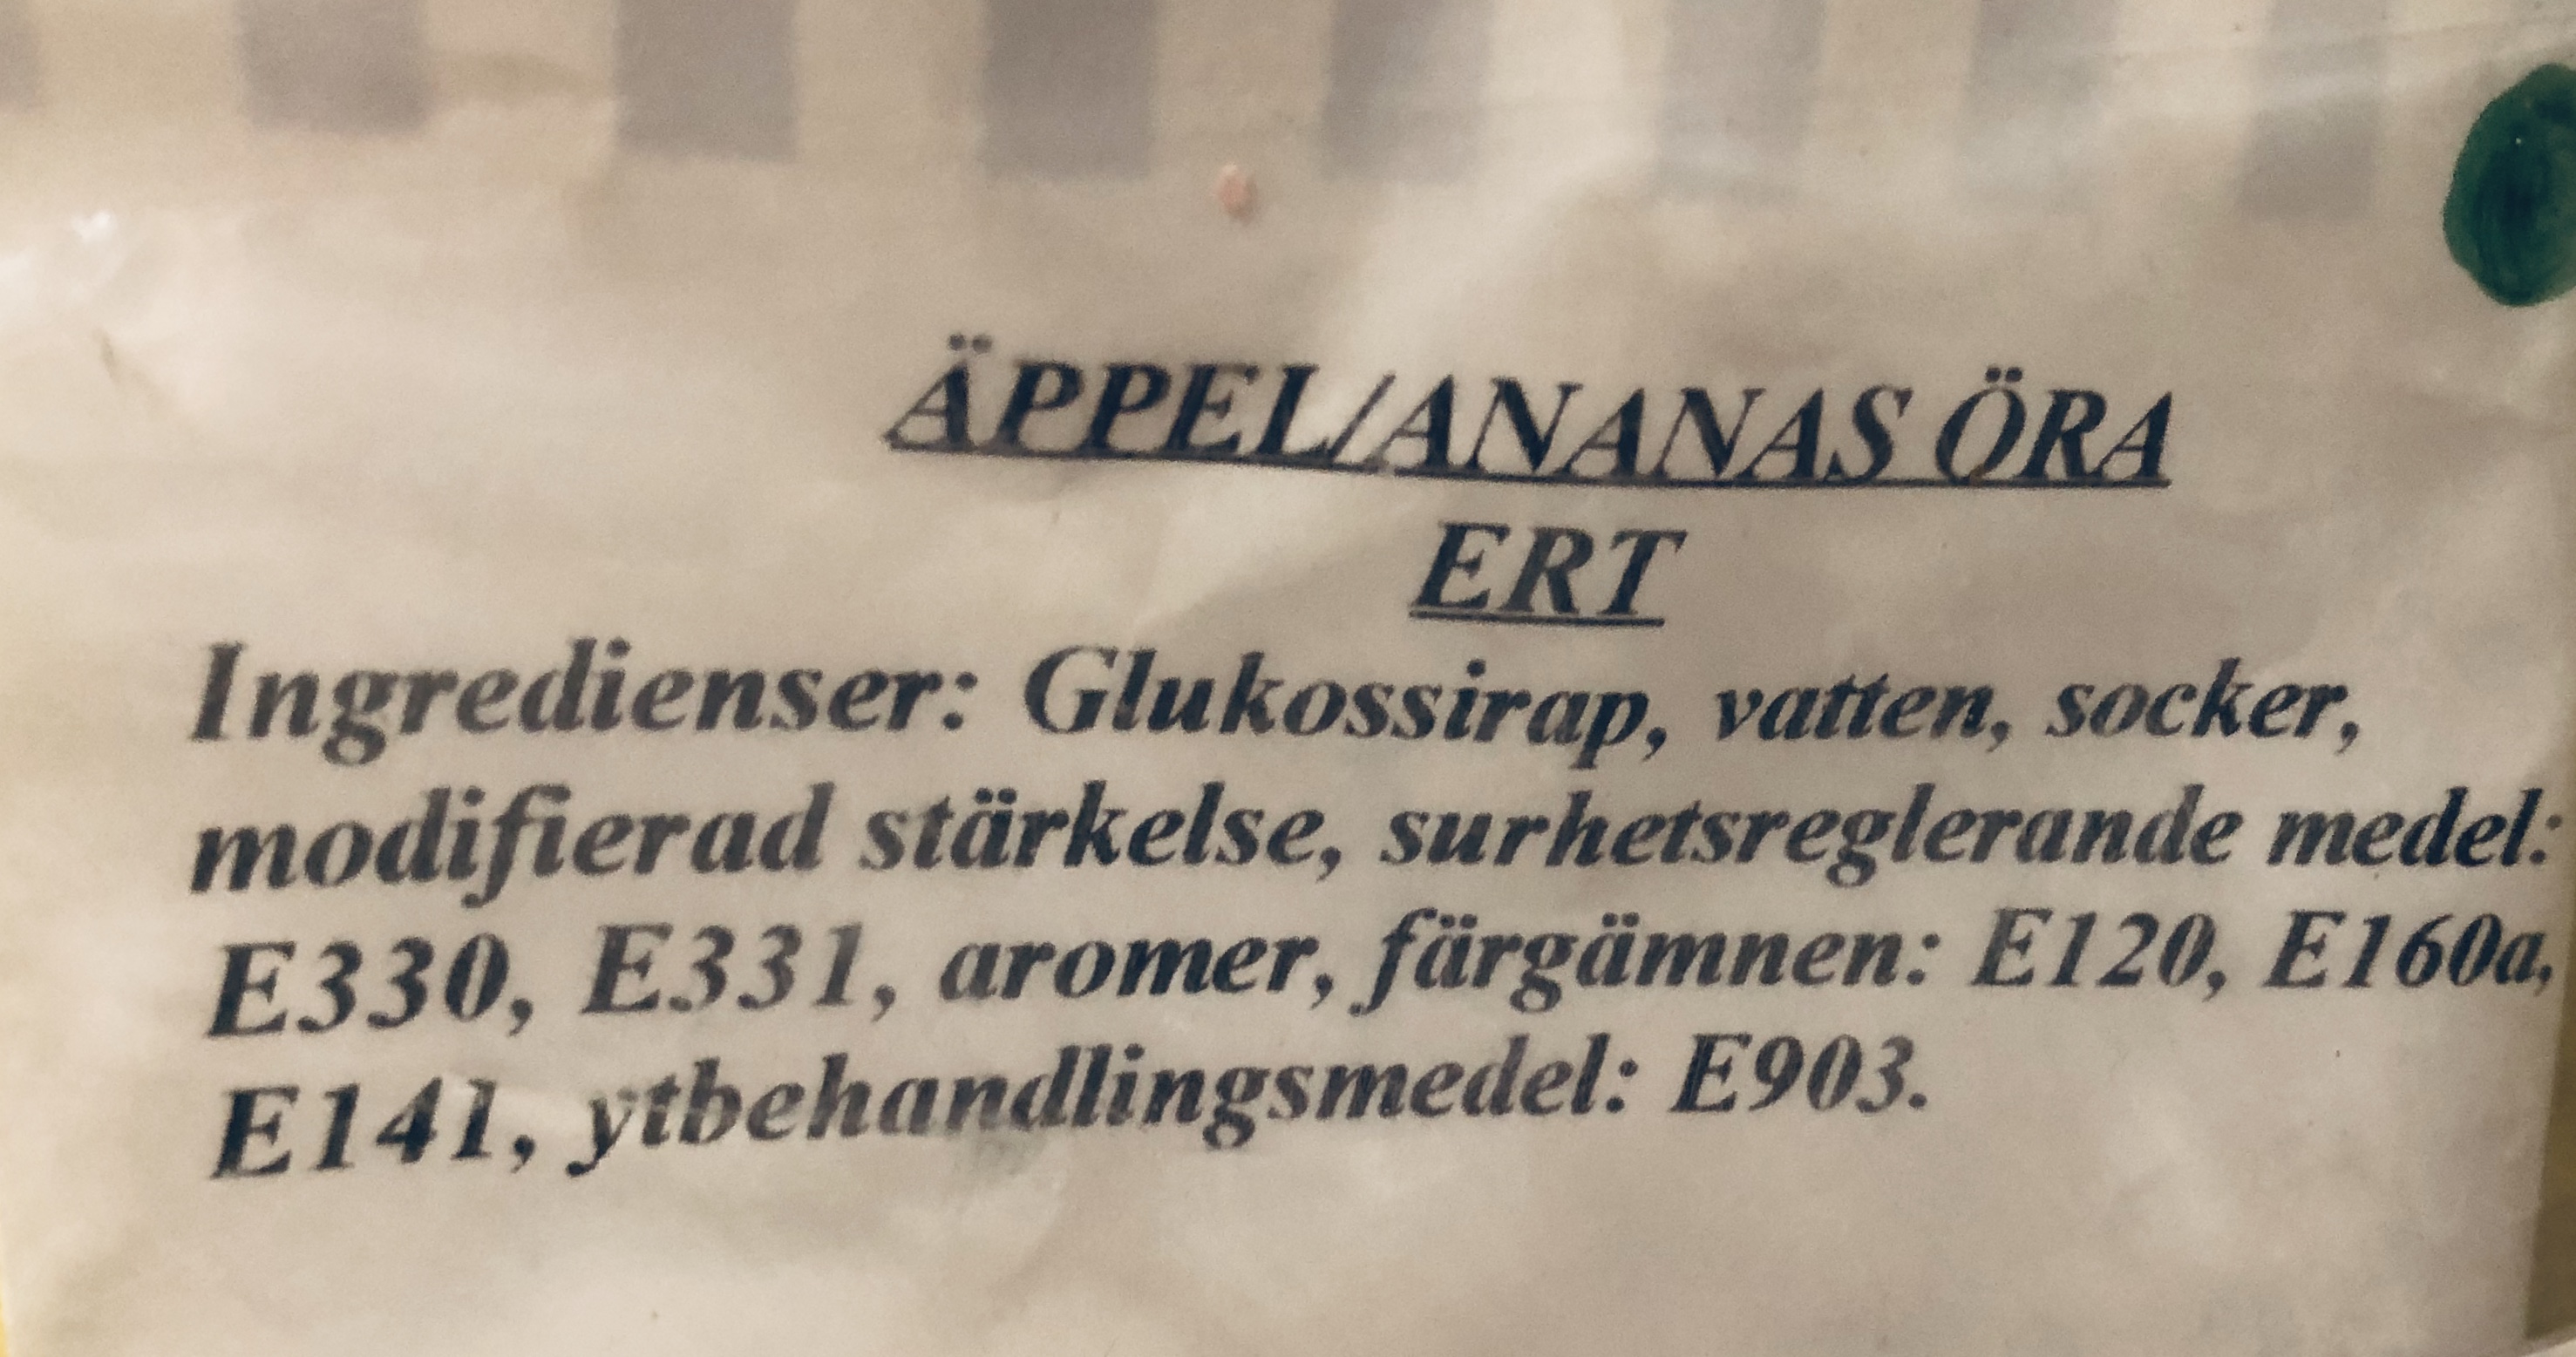 ÄPPEL/ANANAS ÖRA
ERT
Ingredienser: Glukossirap, vatten, socker,
modifierad stärkelse, surhetsreglerande medel:
E330, E331, aromer, färgämnen: E120, E160a,
E141, ytbehandlingsmedel: E903.